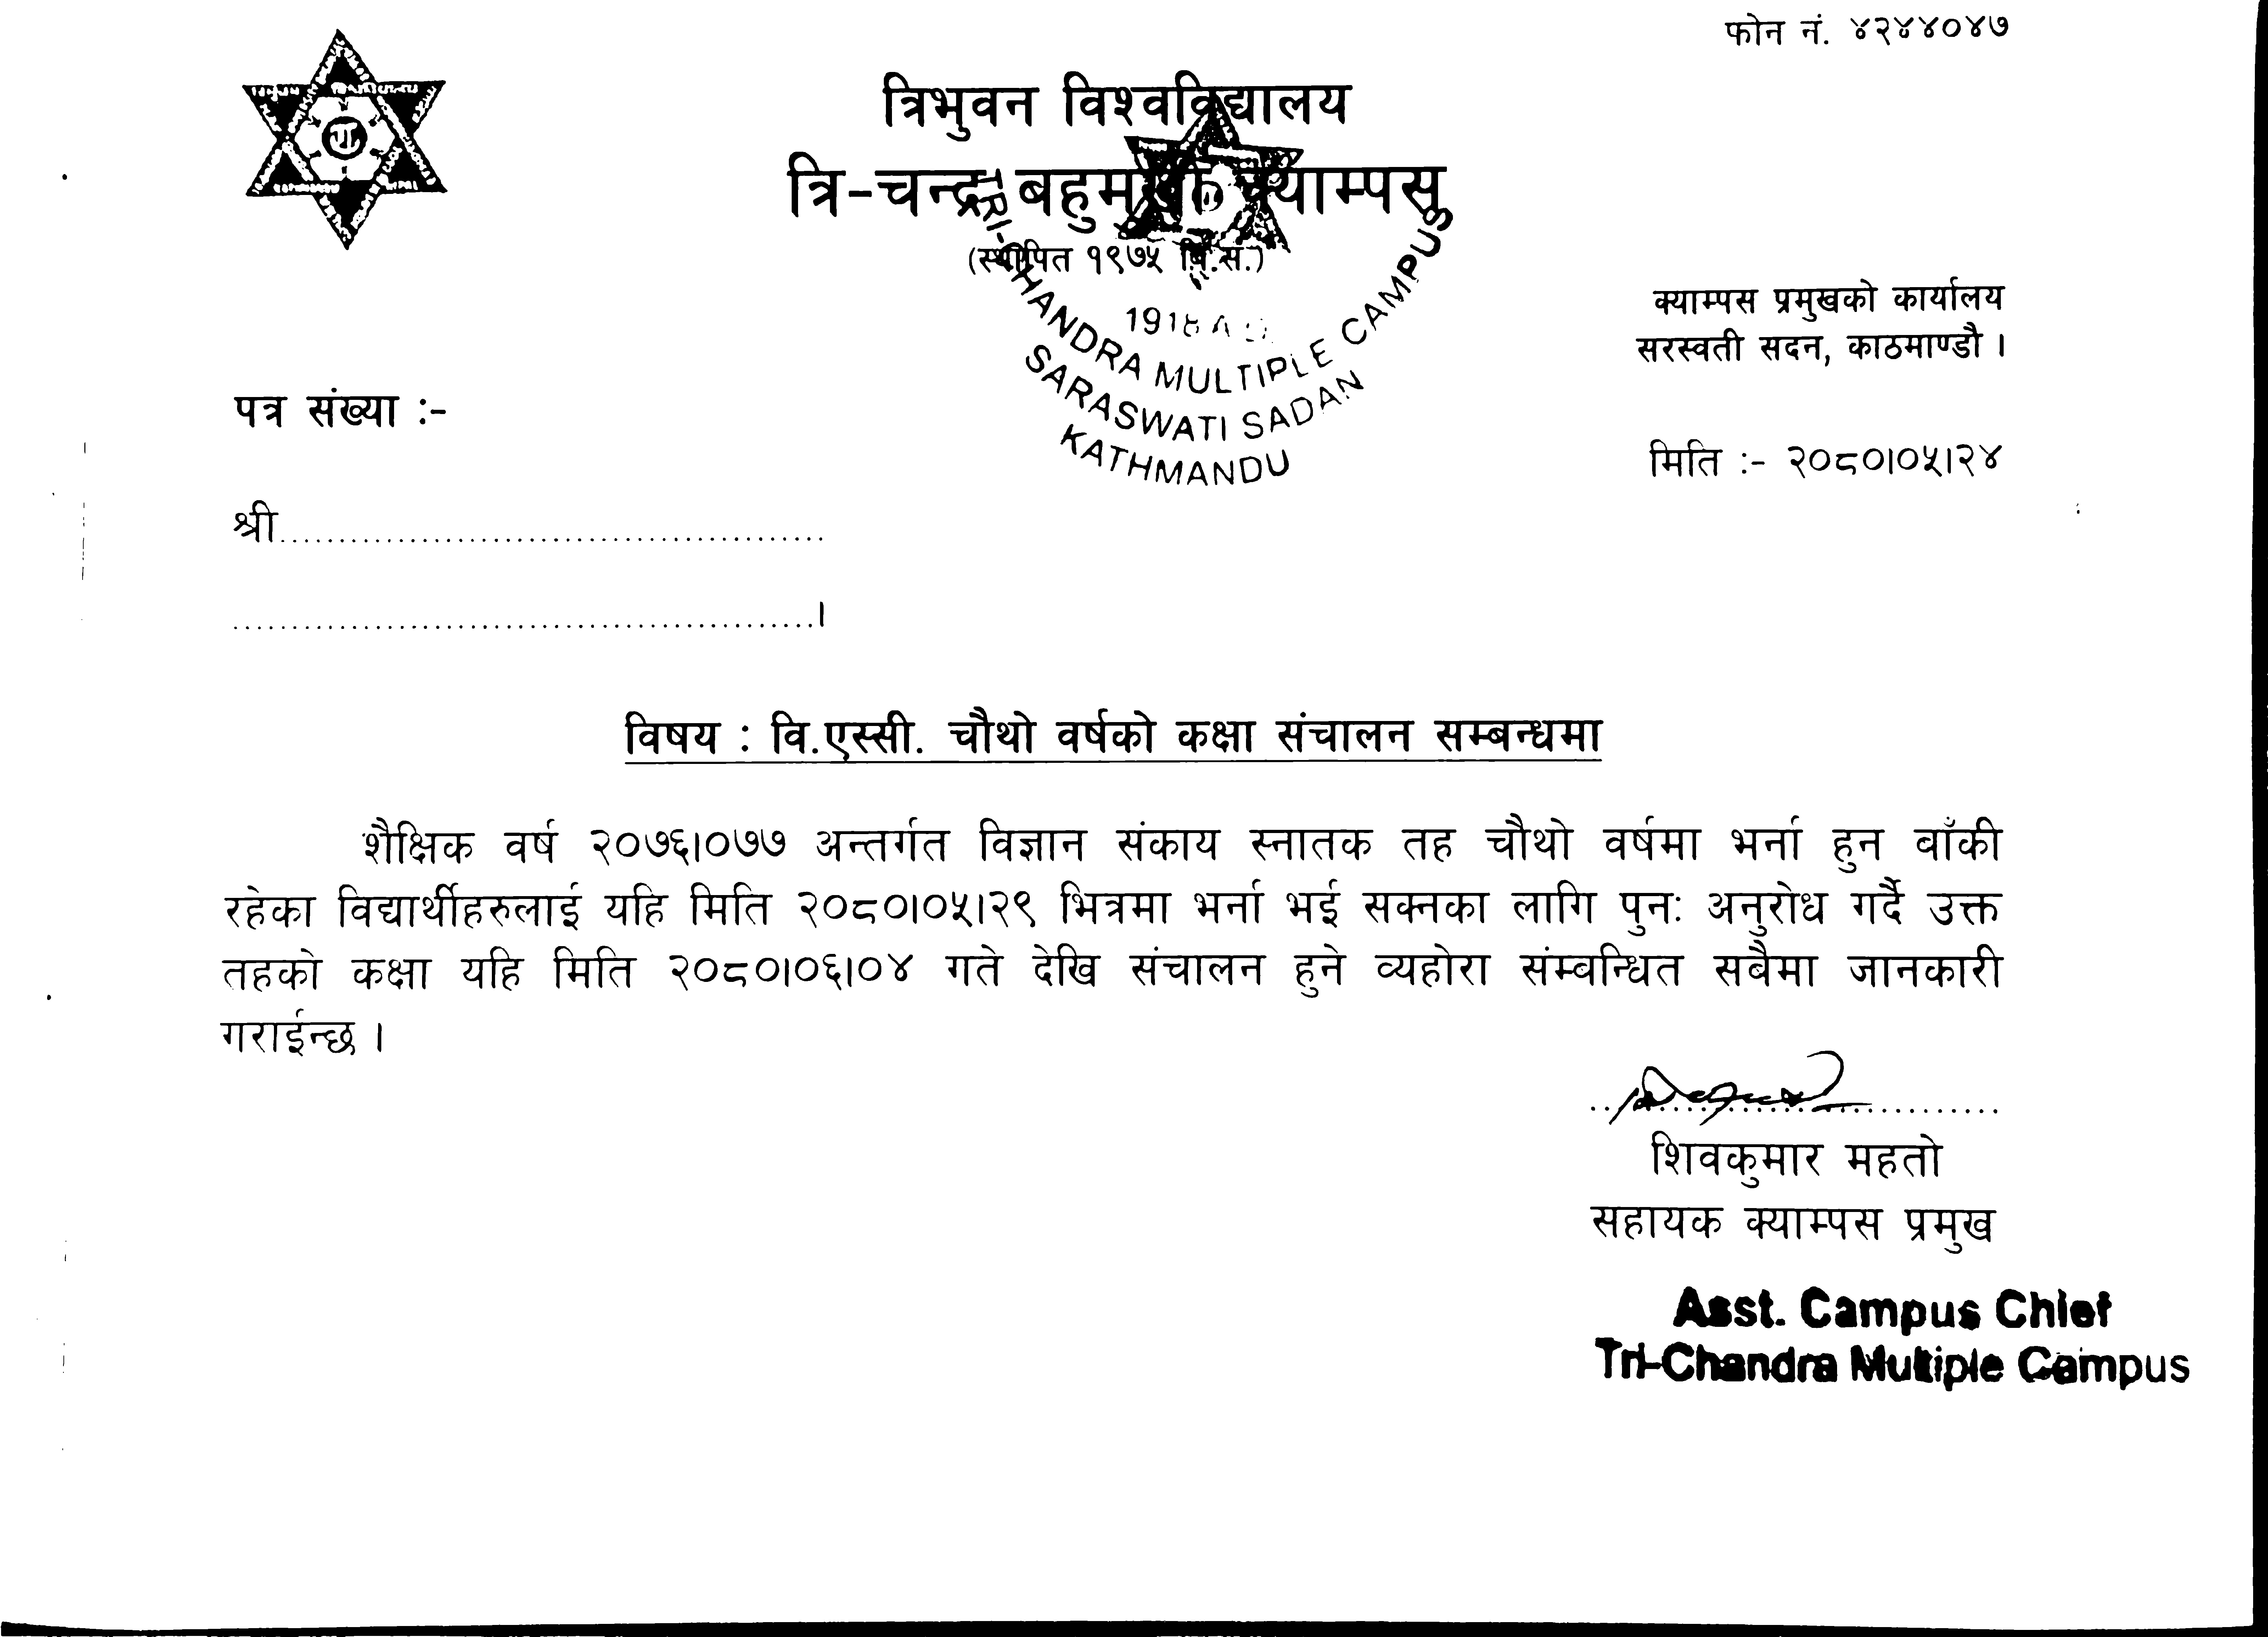 फोन नं. ४२४४०४७
त्रिभुवन विश्वविद्यालय
त्रि-चन्द्र बहुमुखी क्याम्पस
(स्थापित १९७५ वि.सं.)
1918 A.D.
TRI-CHANDRA MULTIPLE CAMPUS
SARASWATI SADAN
KATHMANDU
क्याम्पस प्रमुखको कार्यालय
सरस्वती सदन, काठमाण्डौ ।
पत्र संख्या :-
मिति :- २०८०।०५।२४
श्री..............................................
..................................................।
विषय : वि.एस्सी. चौथो वर्षको कक्षा संचालन सम्बन्धमा
शैक्षिक वर्ष २०७६।०७७ अन्तर्गत विज्ञान संकाय स्नातक तह चौथो वर्षमा भर्ना हुन बाँकी
रहेका विद्यार्थीहरुलाई यहि मिति २०८०।०५।२९ भित्रमा भर्ना भई सक्नका लागि पुनः अनुरोध गर्दै उक्त
तहको कक्षा यहि मिति २०८०।०६।०४ गते देखि संचालन हुने व्यहोरा संम्बन्धित सबैमा जानकारी
गराईन्छ ।
शिवकुमार महतो
सहायक क्याम्पस प्रमुख
Asst. Campus Chief
Tri-Chandra Multiple Campus